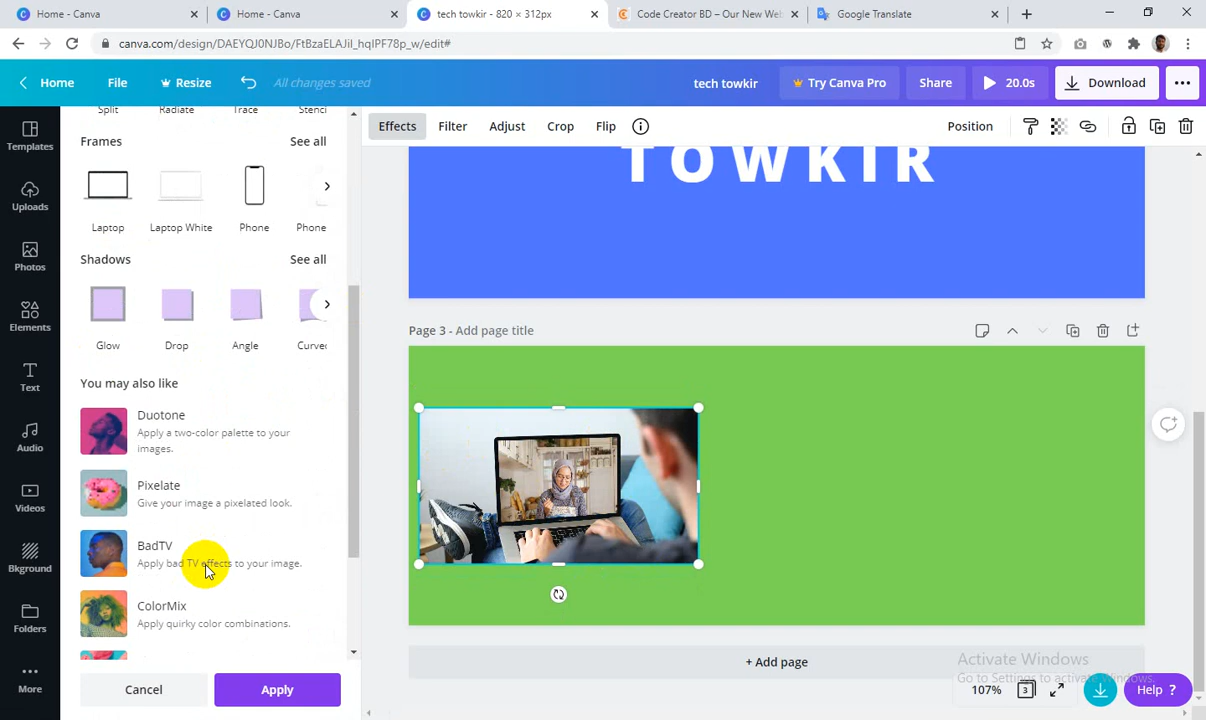 Home - Canva
Home - Canva
tech towkir - 820 × 312px
Code Creator BD – Our New Web
Google Translate
canva.com/design/DAEYQJ0NJBo/FtBzaELAJil_hqIPF78p_w/edit#
Home
File
Resize
All changes saved
tech towkir
Try Canva Pro
Share
20.0s
Download
Templates
Uploads
Photos
Elements
Text
Audio
Videos
Bkground
Folders
More
Split
Radiate
Trace
Stenci
Frames
See all
Laptop
Laptop White
Phone
Phone
Shadows
See all
Glow
Drop
Angle
Curvec
You may also like
Duotone
Apply a two-color palette to your
images.
Pixelate
Give your image a pixelated look.
BadTV
Apply bad TV effects to your image.
ColorMix
Apply quirky color combinations.
Cancel
Apply
Effects
Filter
Adjust
Crop
Flip
Position
TOWKIR
Page 3 - Add page title
+ Add page
Activate Windows
Go to Settings to activate Windows.
107%
3
Help ?